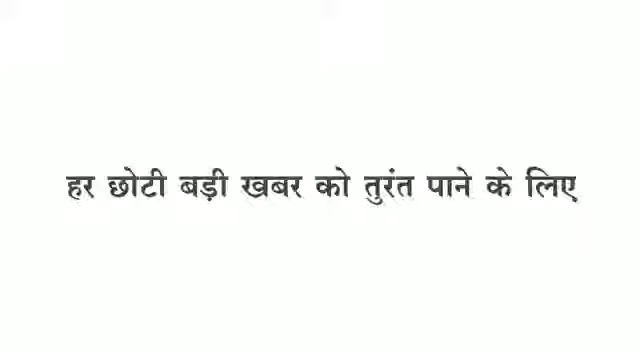 हर छोटी बड़ी खबर को तुरंत पाने के लिए